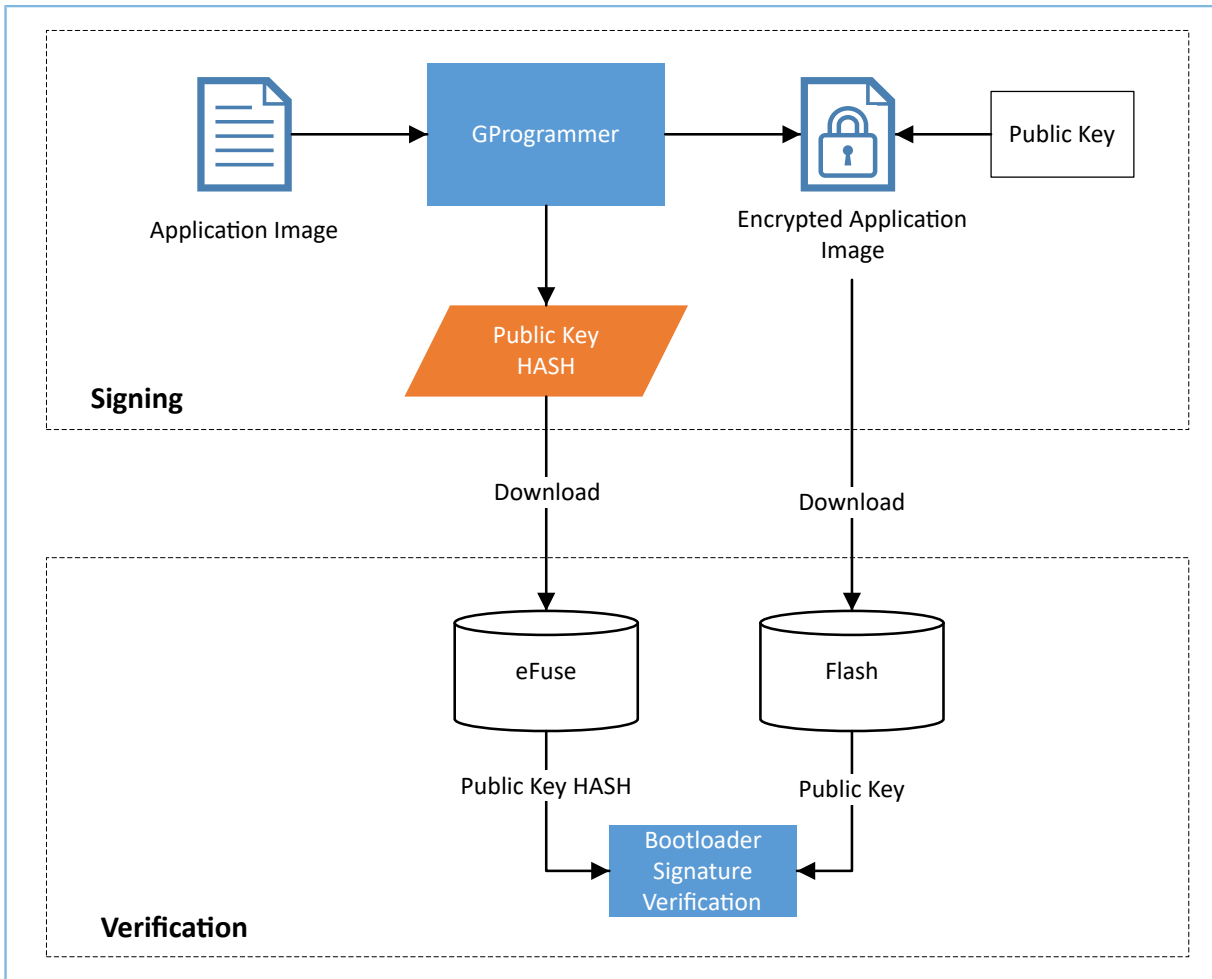 GProgrammer
Public Key
Application Image
Encrypted Application
Image
Public Key
HASH
Signing
Download
Download
eFuse
Flash
Public Key HASH
Public Key
Bootloader
Signature
Verification
Verification